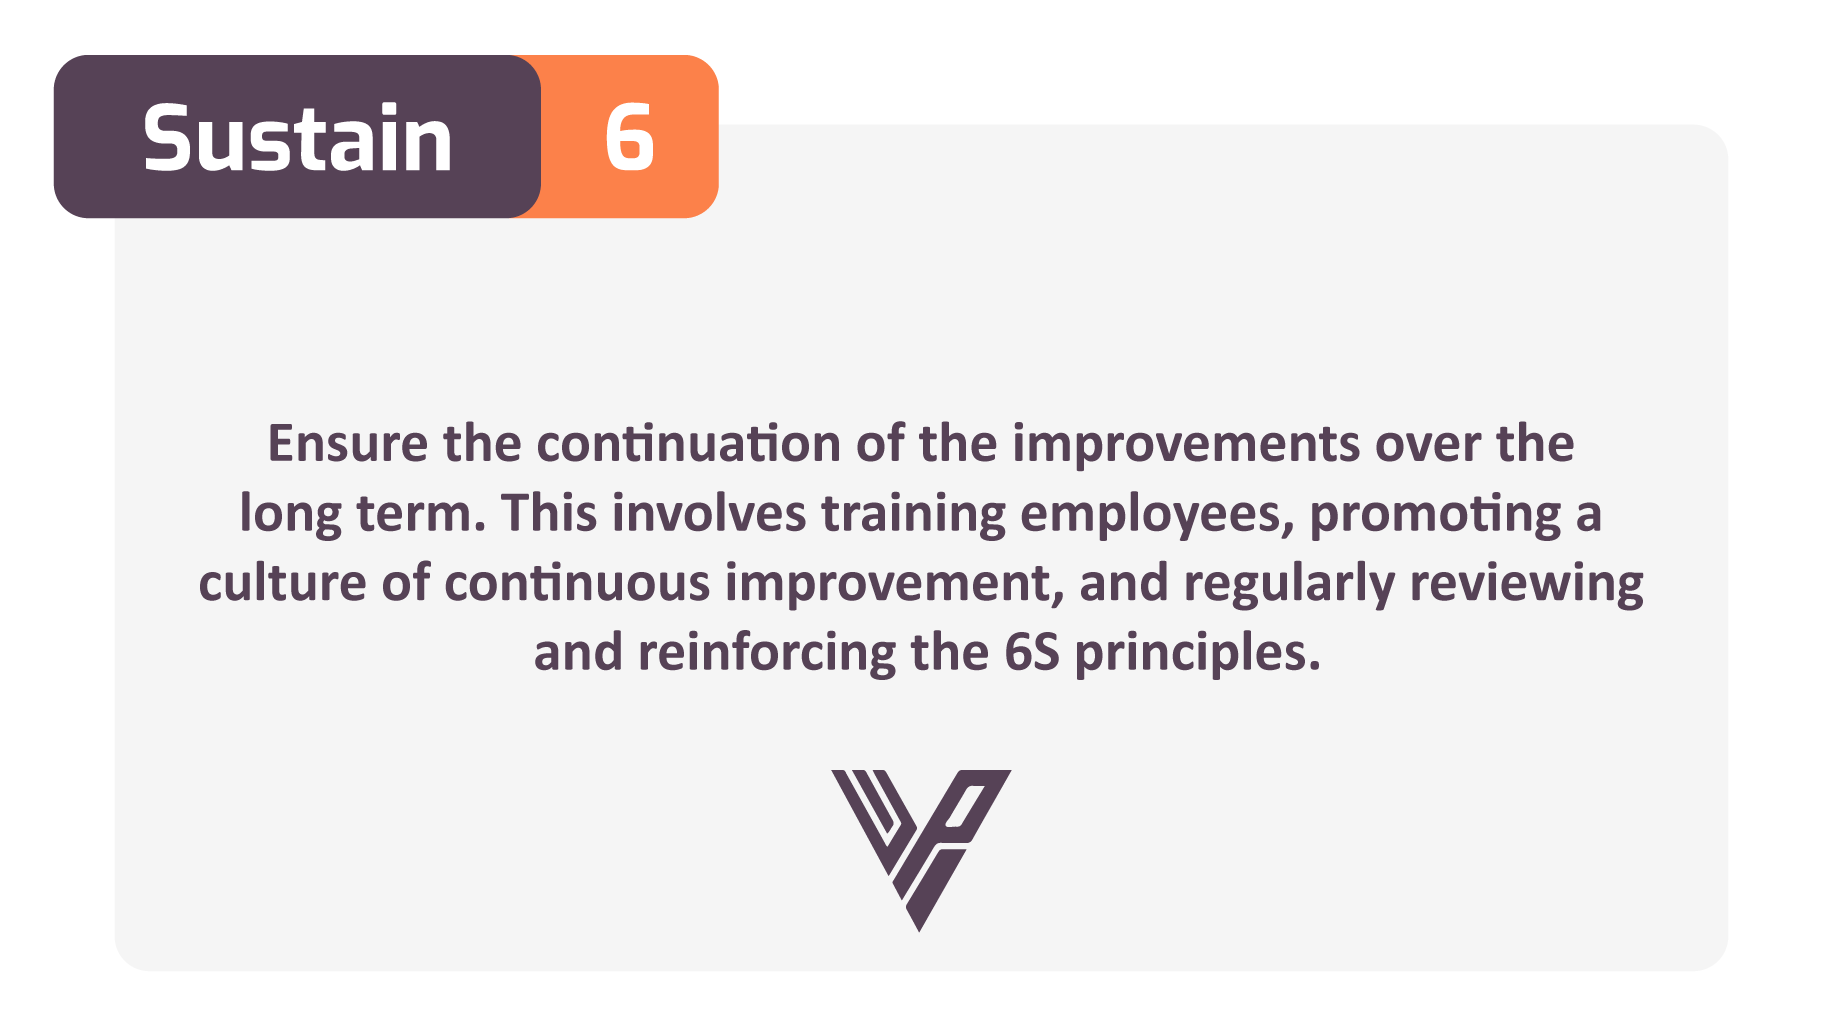 Sustain 6
Ensure the continuation of the improvements over the
long term. This involves training employees, promoting a
culture of continuous improvement, and regularly reviewing
and reinforcing the 6S principles.